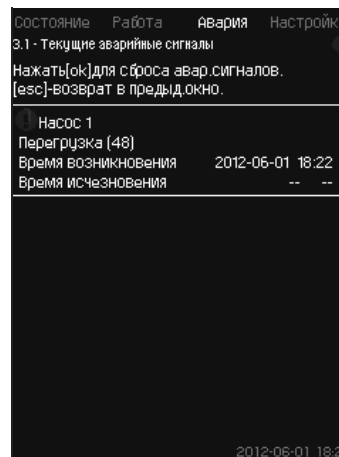 Состояние Работа Авария Настройк
3.1 - Текущие аварийные сигналы
Нажать[ok]для сброса авар.сигналов.
[esc]-возврат в предыд.окно.
Насос 1
Перегрузка (48)
Время возникновения 2012-06-01 18:22
Время исчезновения -- --
2012-06-01 18:2